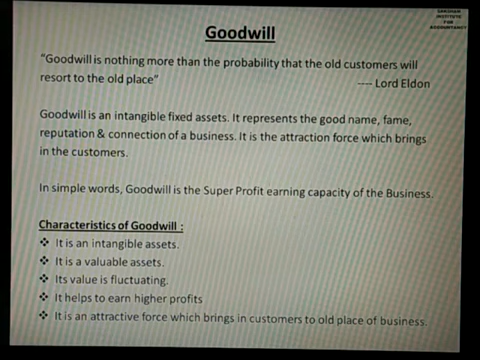 SAKSHAM
INSTITUTE
FOR
ACCOUNTANCY
Goodwill
“Goodwill is nothing more than the probability that the old customers will
resort to the old place”
---- Lord Eldon
Goodwill is an intangible fixed assets. It represents the good name, fame,
reputation & connection of a business. It is the attraction force which brings
in the customers.
In simple words, Goodwill is the Super Profit earning capacity of the Business.
Characteristics of Goodwill :
❖ It is an intangible assets.
❖ It is a valuable assets.
❖ Its value is fluctuating.
❖ It helps to earn higher profits
❖ It is an attractive force which brings in customers to old place of business.